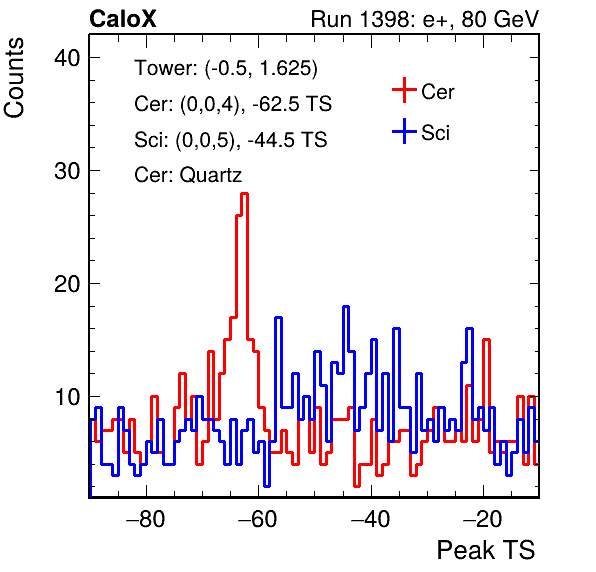 CaloX Run 1398: e+, 80 GeV
Counts
Tower: (-0.5, 1.625)
Cer: (0,0,4), -62.5 TS
Sci: (0,0,5), -44.5 TS
Cer: Quartz
Cer
Sci
40
30
20
10
−80 −60 −40 −20
Peak TS